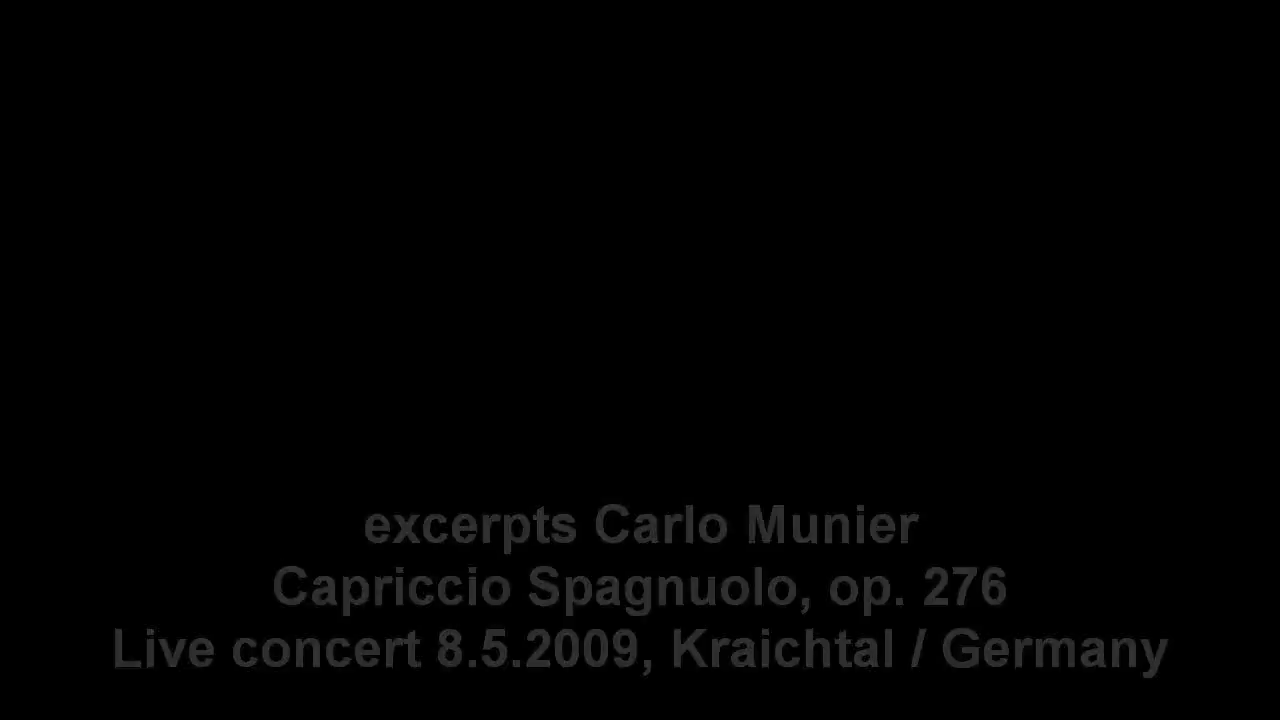 excerpts Carlo Munier
Capriccio Spagnuolo, op. 276
Live concert 8.5.2009, Kraichtal / Germany